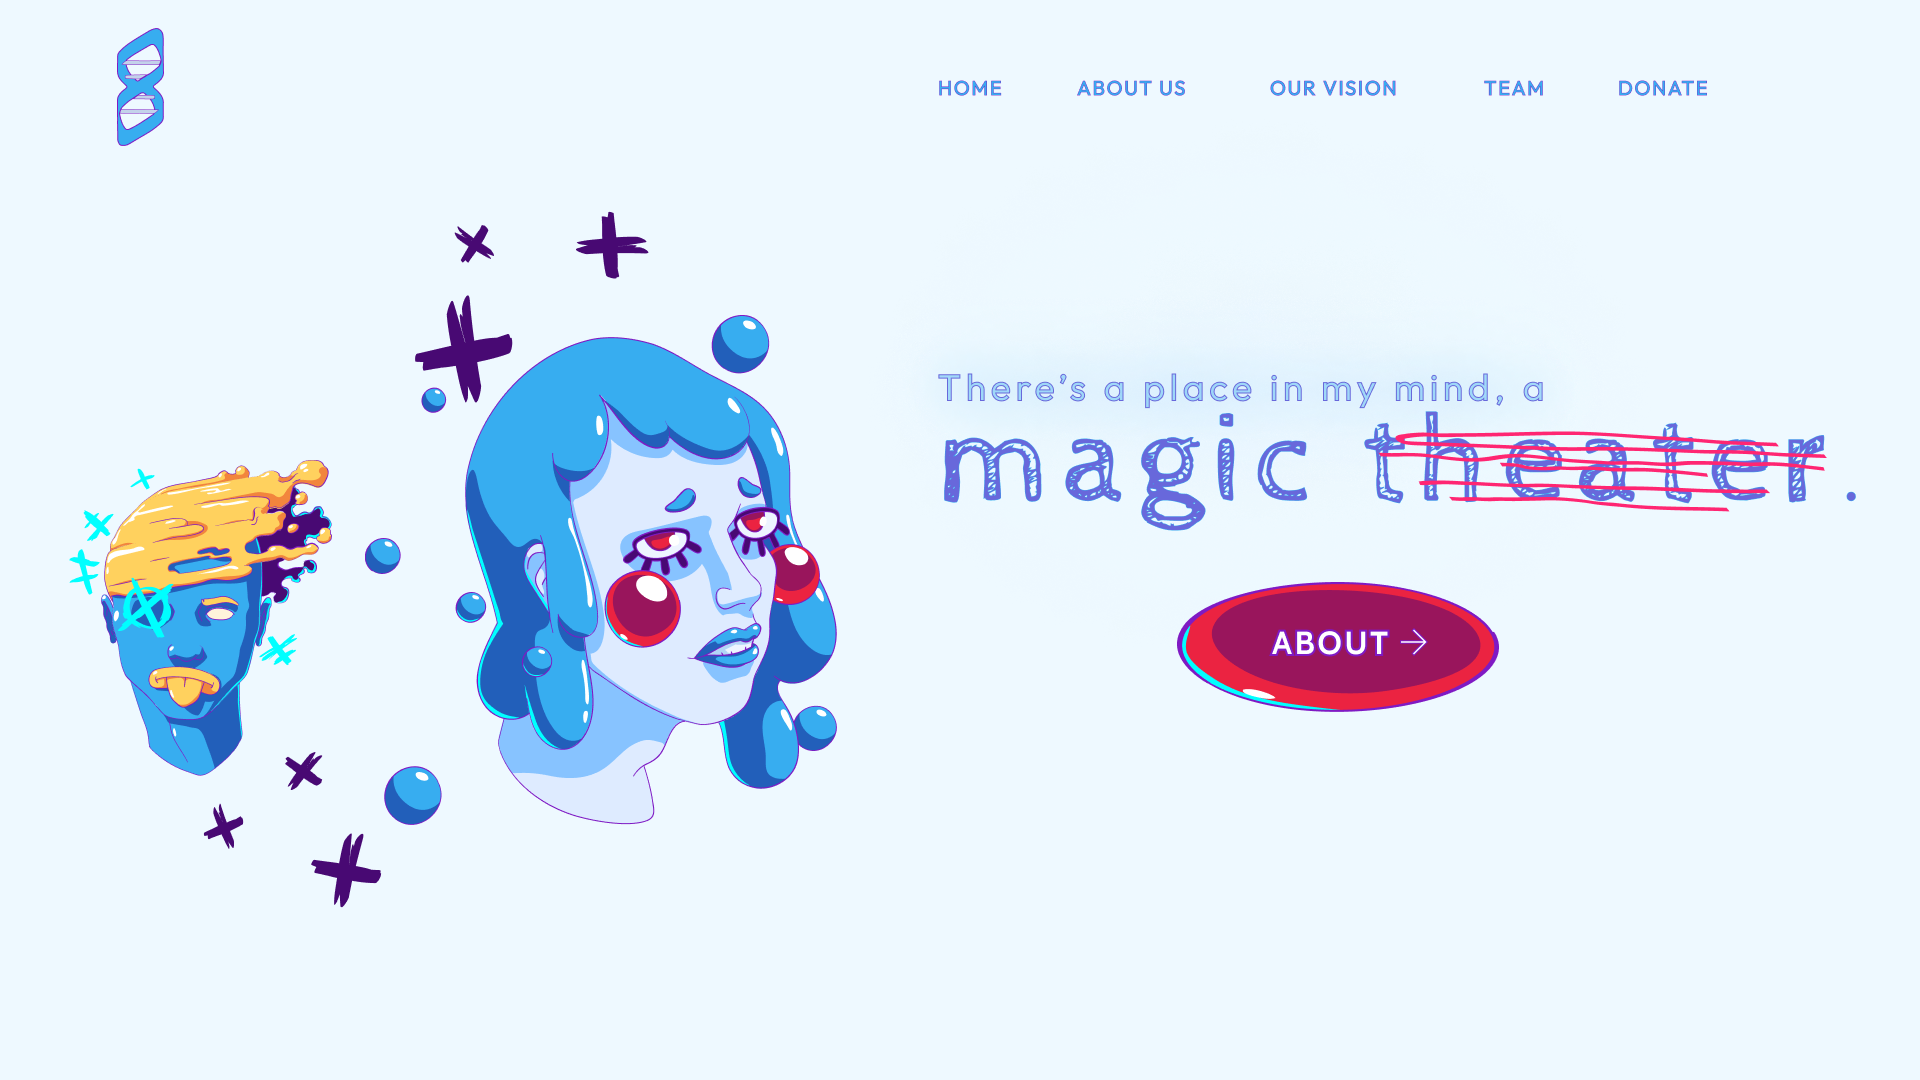 HOME ABOUT US OUR VISION TEAM DONATE
There's a place in my mind, a
magic theater.
ABOUT →